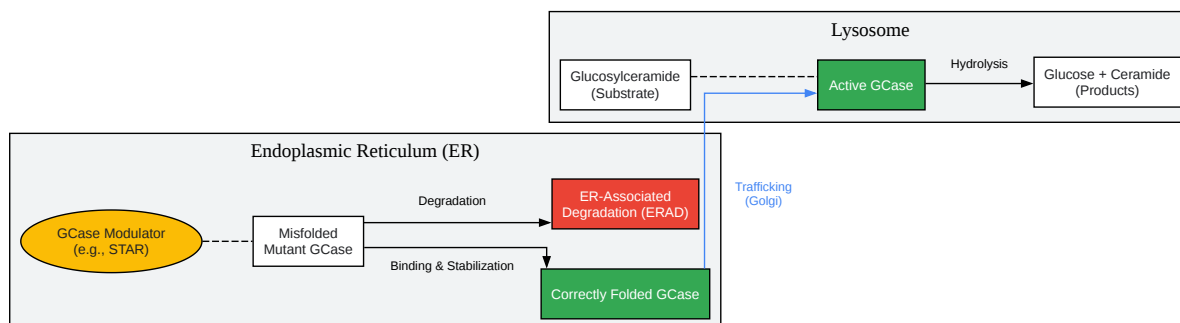 Lysosome
Glucosylceramide
(Substrate)
Active GCase
Hydrolysis
Glucose + Ceramide
(Products)
Endoplasmic Reticulum (ER)
GCase Modulator
(e.g., STAR)
Misfolded
Mutant GCase
Degradation
ER-Associated
Degradation (ERAD)
Binding & Stabilization
Correctly Folded GCase
Trafficking
(Golgi)